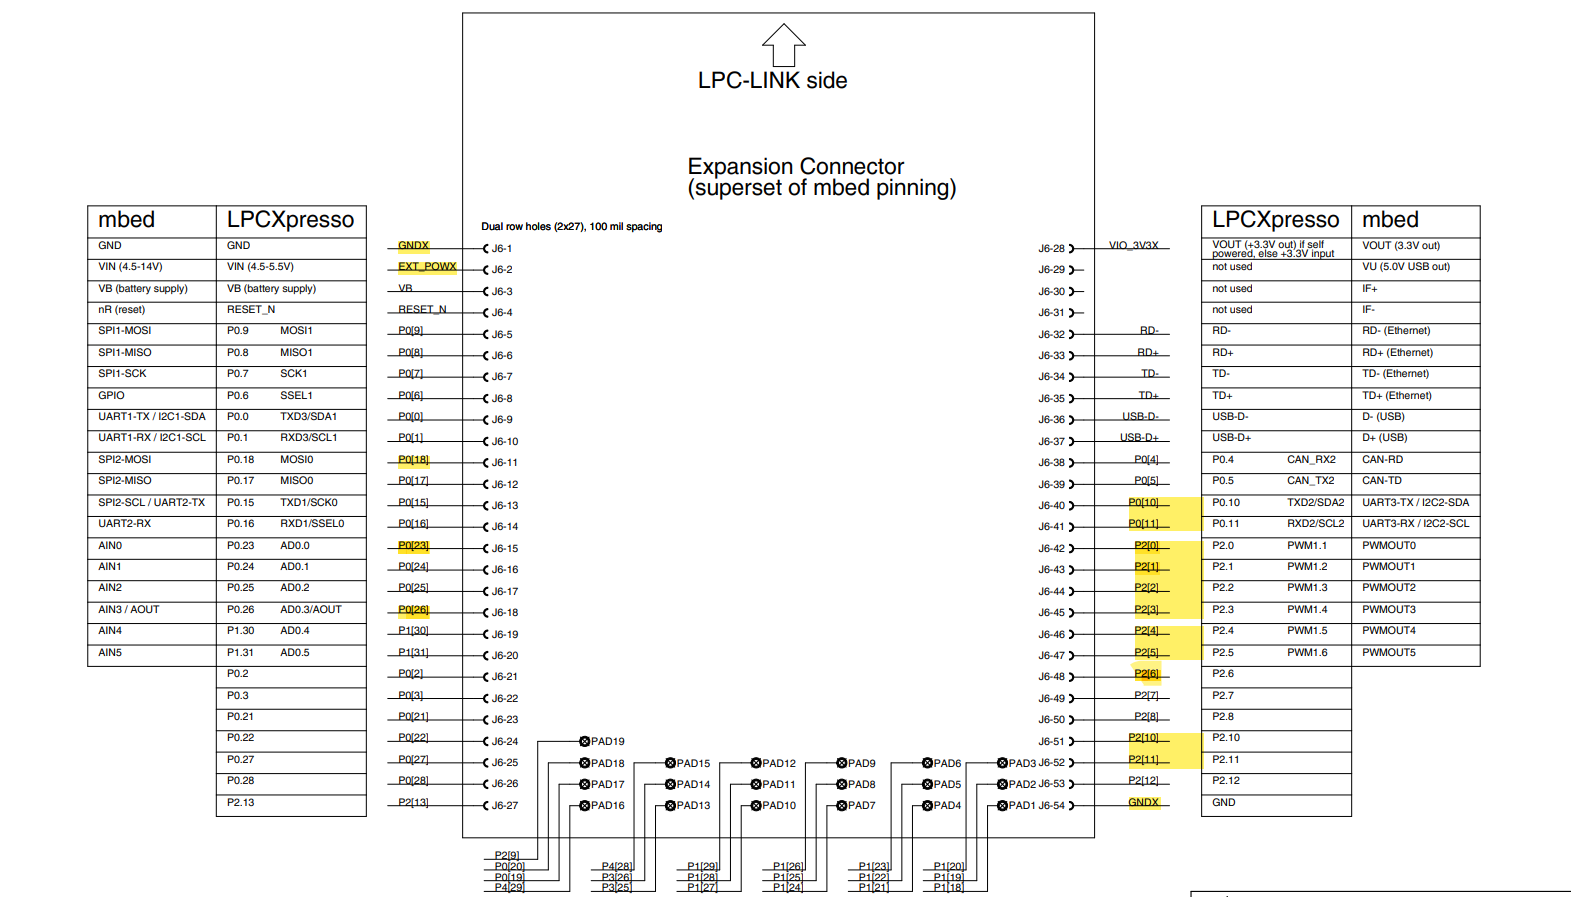 LPC-LINK side
Expansion Connector
(superset of mbed pinning)
Dual row holes (2x27), 100 mil spacing
mbed LPCXpresso
GND GND GNDX J6-1
VIN (4.5-14V) VIN (4.5-5.5V) EXT_POWX J6-2
VB (battery supply) VB (battery supply) VB J6-3
nR (reset) RESET_N RESET_N J6-4
SPI1-MOSI P0.9 MOSI1 P0[9] J6-5
SPI1-MISO P0.8 MISO1 P0[8] J6-6
SPI1-SCK P0.7 SCK1 P0[7] J6-7
GPIO P0.6 SSEL1 P0[6] J6-8
UART1-TX / I2C1-SDA P0.0 TXD3/SDA1 P0[0] J6-9
UART1-RX / I2C1-SCL P0.1 RXD3/SCL1 P0[1] J6-10
SPI2-MOSI P0.18 MOSI0 P0[18] J6-11
SPI2-MISO P0.17 MISO0 P0[17] J6-12
SPI2-SCL / UART2-TX P0.15 TXD1/SCK0 P0[15] J6-13
UART2-RX P0.16 RXD1/SSEL0 P0[16] J6-14
AIN0 P0.23 AD0.0 P0[23] J6-15
AIN1 P0.24 AD0.1 P0[24] J6-16
AIN2 P0.25 AD0.2 P0[25] J6-17
AIN3 / AOUT P0.26 AD0.3/AOUT P0[26] J6-18
AIN4 P1.30 AD0.4 P1[30] J6-19
AIN5 P1.31 AD0.5 P1[31] J6-20
P0.2 P0[2] J6-21
P0.3 P0[3] J6-22
P0.21 P0[21] J6-23
P0.22 P0[22] J6-24
P0.27 P0[27] J6-25
P0.28 P0[28] J6-26
P2.13 P2[13] J6-27
LPCXpresso mbed
J6-28 VIO_3V3X VOUT (+3.3V out) if self powered, else +3.3V input VOUT (3.3V out)
J6-29 not used VU (5.0V USB out)
J6-30 not used IF+
J6-31 not used IF-
J6-32 RD- RD- RD- (Ethernet)
J6-33 RD+ RD+ RD+ (Ethernet)
J6-34 TD- TD- TD- (Ethernet)
J6-35 TD+ TD+ TD+ (Ethernet)
J6-36 USB-D- USB-D- D- (USB)
J6-37 USB-D+ USB-D+ D+ (USB)
J6-38 P0[4] P0.4 CAN_RX2 CAN-RD
J6-39 P0[5] P0.5 CAN_TX2 CAN-TD
J6-40 P0[10] P0.10 TXD2/SDA2 UART3-TX / I2C2-SDA
J6-41 P0[11] P0.11 RXD2/SCL2 UART3-RX / I2C2-SCL
J6-42 P2[0] P2.0 PWM1.1 PWMOUT0
J6-43 P2[1] P2.1 PWM1.2 PWMOUT1
J6-44 P2[2] P2.2 PWM1.3 PWMOUT2
J6-45 P2[3] P2.3 PWM1.4 PWMOUT3
J6-46 P2[4] P2.4 PWM1.5 PWMOUT4
J6-47 P2[5] P2.5 PWM1.6 PWMOUT5
J6-48 P2[6] P2.6
J6-49 P2[7] P2.7
J6-50 P2[8] P2.8
J6-51 P2[10] P2.10
J6-52 P2[11] P2.11
J6-53 P2[12] P2.12
J6-54 GNDX GND
PAD19
PAD18 PAD15 PAD12 PAD9 PAD6 PAD3
PAD17 PAD14 PAD11 PAD8 PAD5 PAD2
PAD16 PAD13 PAD10 PAD7 PAD4 PAD1
P2[9]
P0[20] P4[28] P1[29] P1[26] P1[23] P1[20]
P0[19] P3[26] P1[28] P1[25] P1[22] P1[19]
P4[29] P3[25] P1[27] P1[24] P1[21] P1[18]